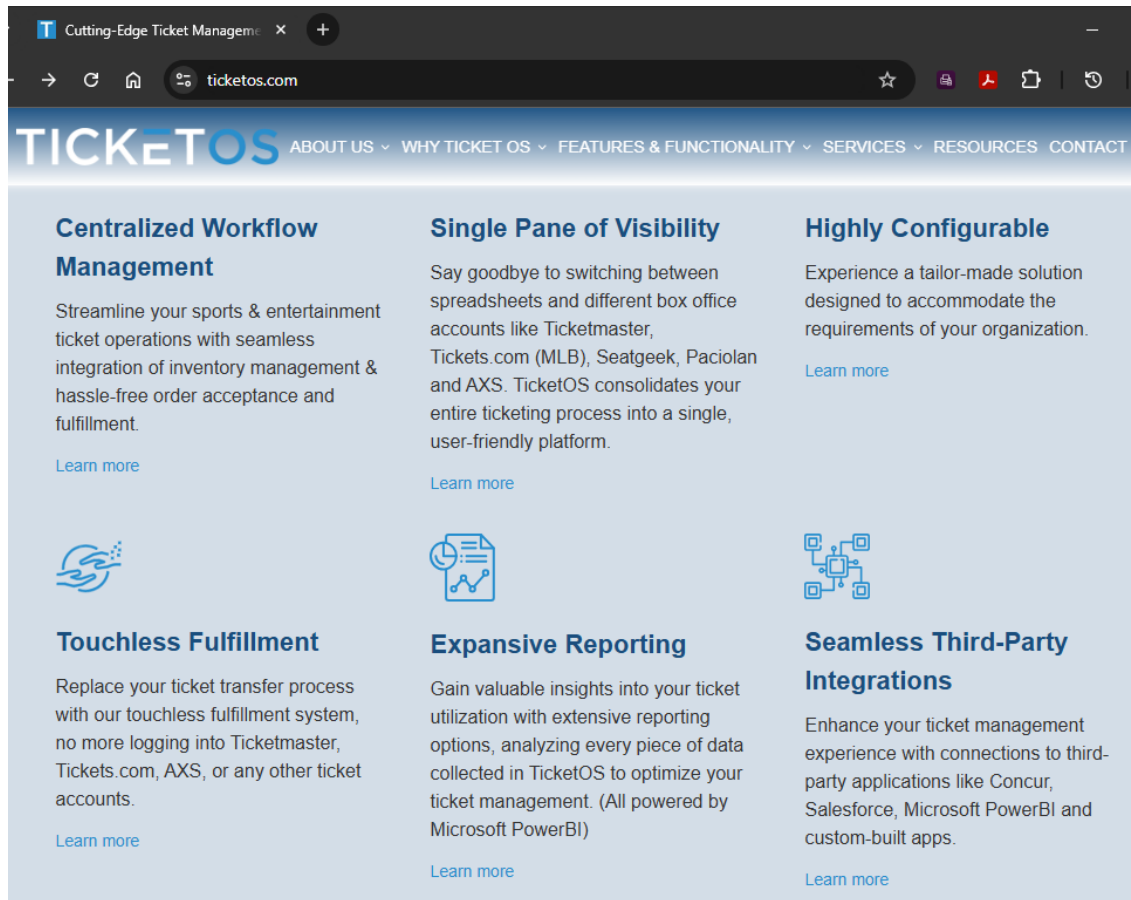 Cutting-Edge Ticket Manageme
ticketos.com
TICKETOS ABOUT US WHY TICKET OS FEATURES & FUNCTIONALITY SERVICES RESOURCES CONTACT
Centralized Workflow
Management
Streamline your sports & entertainment
ticket operations with seamless
integration of inventory management &
hassle-free order acceptance and
fulfillment.
Learn more
Single Pane of Visibility
Say goodbye to switching between
spreadsheets and different box office
accounts like Ticketmaster,
Tickets.com (MLB), Seatgeek, Paciolan
and AXS. TicketOS consolidates your
entire ticketing process into a single,
user-friendly platform.
Learn more
Highly Configurable
Experience a tailor-made solution
designed to accommodate the
requirements of your organization.
Learn more
Touchless Fulfillment
Replace your ticket transfer process
with our touchless fulfillment system,
no more logging into Ticketmaster,
Tickets.com, AXS, or any other ticket
accounts.
Learn more
Expansive Reporting
Gain valuable insights into your ticket
utilization with extensive reporting
options, analyzing every piece of data
collected in TicketOS to optimize your
ticket management. (All powered by
Microsoft PowerBI)
Learn more
Seamless Third-Party
Integrations
Enhance your ticket management
experience with connections to third-
party applications like Concur,
Salesforce, Microsoft PowerBI and
custom-built apps.
Learn more